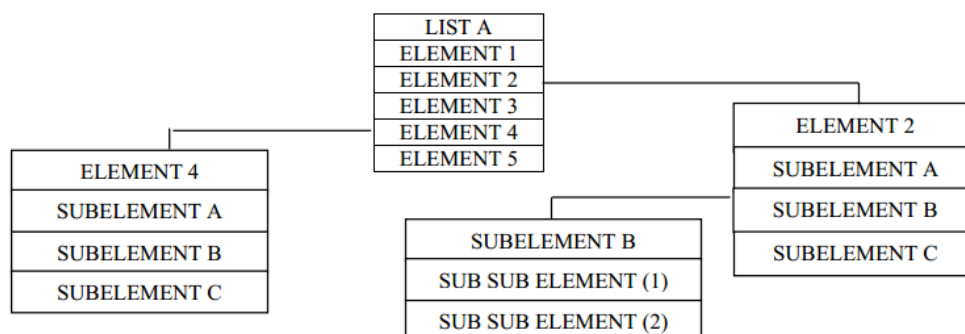 LIST A
ELEMENT 1
ELEMENT 2
ELEMENT 3
ELEMENT 4
ELEMENT 5
ELEMENT 4
SUBELEMENT A
SUBELEMENT B
SUBELEMENT C
ELEMENT 2
SUBELEMENT A
SUBELEMENT B
SUBELEMENT C
SUBELEMENT B
SUB SUB ELEMENT (1)
SUB SUB ELEMENT (2)